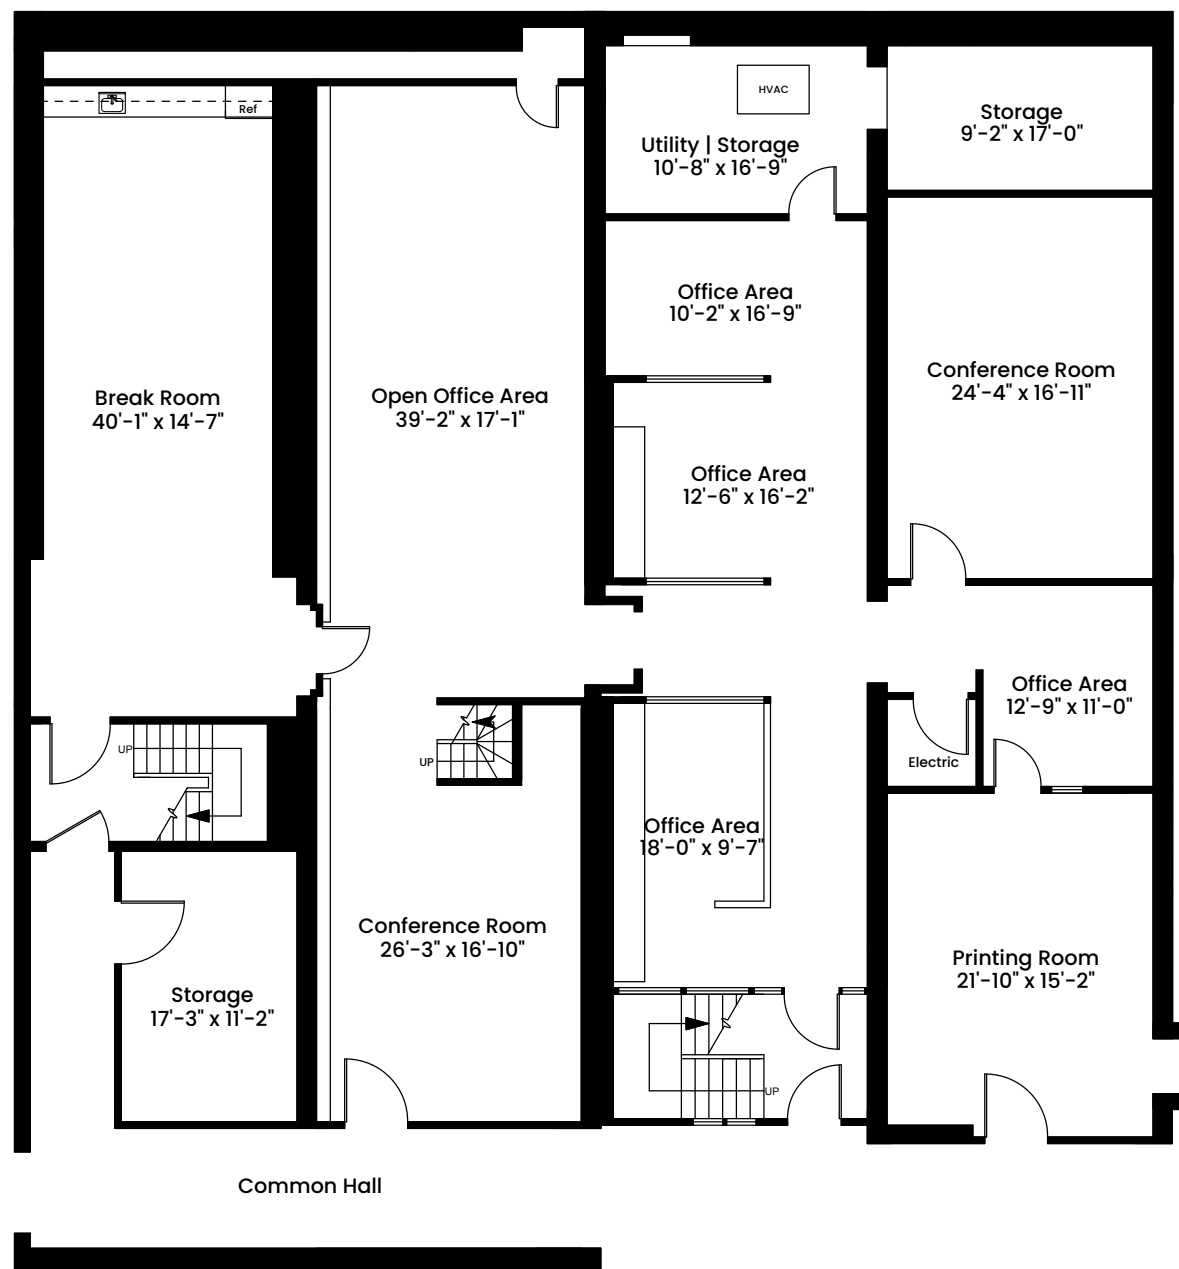 Ref
HVAC
Storage
9'-2" x 17'-0"
Utility | Storage
10'-8" x 16'-9"
Office Area
10'-2" x 16'-9"
Break Room
40'-1" x 14'-7"
Open Office Area
39'-2" x 17'-1"
Conference Room
24'-4" x 16'-11"
Office Area
12'-6" x 16'-2"
Office Area
12'-9" x 11'-0"
UP
UP
Electric
Office Area
18'-0" x 9'-7"
Conference Room
26'-3" x 16'-10"
Printing Room
21'-10" x 15'-2"
Storage
17'-3" x 11'-2"
UP
Common Hall